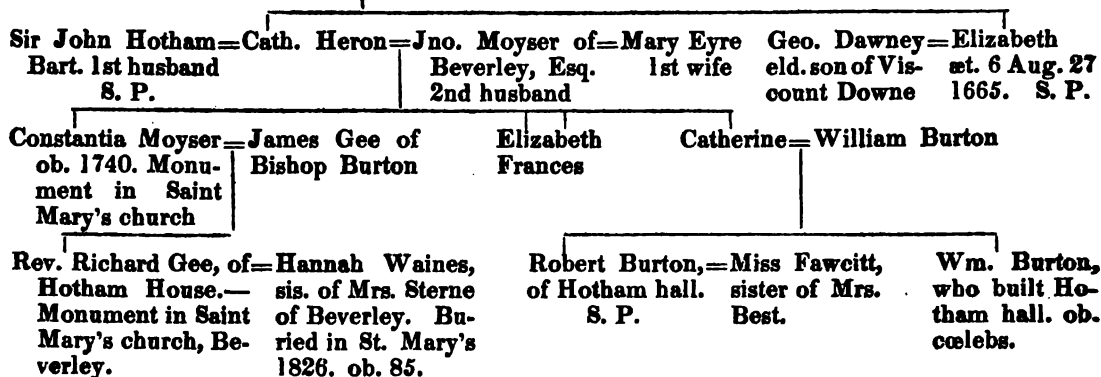 Sir John Hotham=Cath. Heron=Jno. Moyser of=Mary Eyre Geo. Dawney=Elizabeth
Bart. 1st husband Beverley, Esq. 1st wife eld. son of Vis- æt. 6 Aug. 27
S. P. 2nd husband count Downe 1665. S. P.
Constantia Moyser=James Gee of Elizabeth Catherine=William Burton
ob. 1740. Monu- Bishop Burton Frances
ment in Saint
Mary's church
Rev. Richard Gee, of=Hannah Waines, Robert Burton,=Miss Fawcitt, Wm. Burton,
Hotham House.— sis. of Mrs. Sterne of Hotham hall. sister of Mrs. who built Ho-
Monument in Saint of Beverley. Bu- S. P. Best. tham hall. ob.
Mary's church, Be- ried in St. Mary's cœlebs.
verley. 1826. ob. 85.